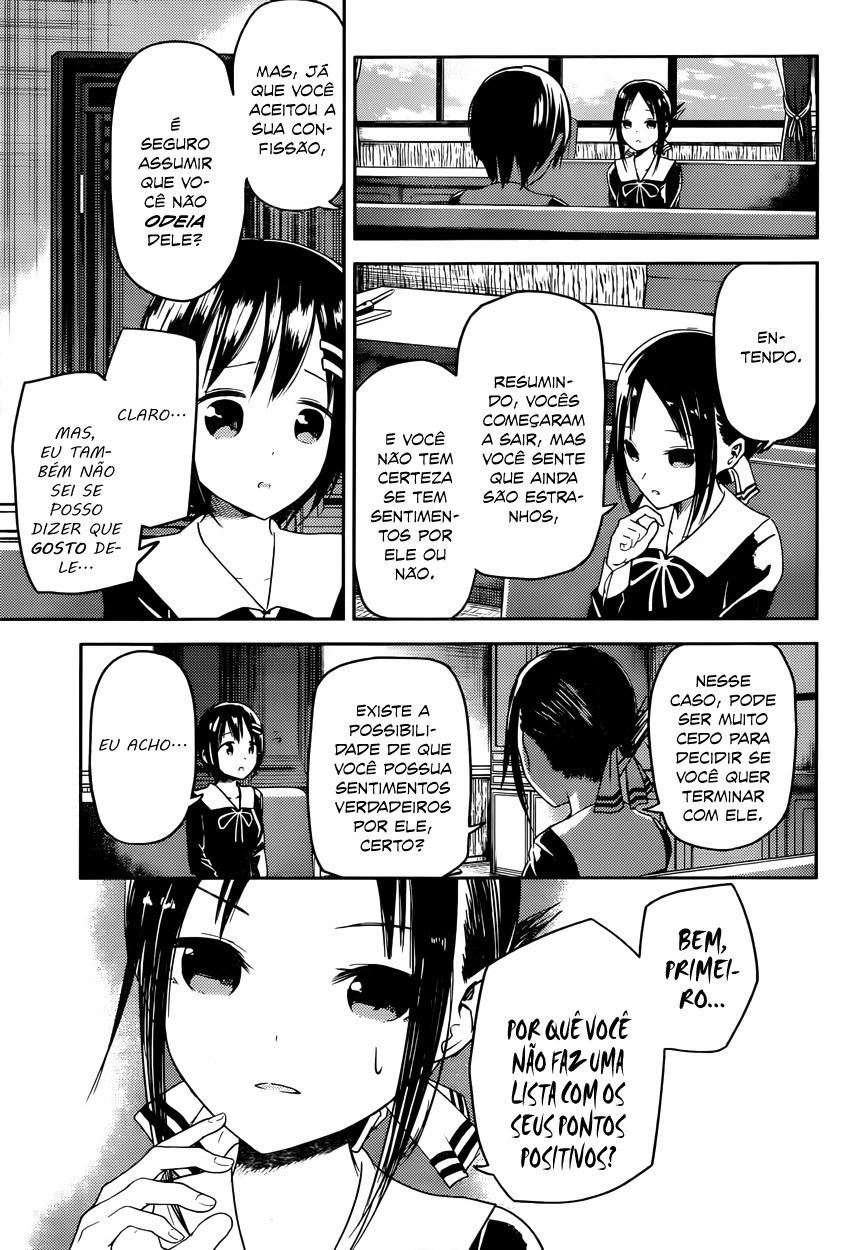 EN-
TENDO.
RESUMIN-
DO, VOCÊS
COMEÇARAM
A SAIR, MAS
VOCÊ SENTE
QUE AINDA
SÃO ESTRA-
NHOS,
E VOCÊ
NÃO TEM
CERTEZA
SE TEM
SENTIMEN-
TOS POR
ELE OU
NÃO.
MAS, JÁ
QUE VOCÊ
ACEITOU A
SUA CON-
FISSÃO,
É
SEGURO
ASSUMIR
QUE VO-
CÊ NÃO
ODEIA
DELE?
CLARO...
MAS,
EU TAM-
BÉM NÃO
SEI SE
POSSO
DIZER QUE
GOSTO DE-
LE...
NESSE
CASO, PODE
SER MUITO
CEDO PARA
DECIDIR SE
VOCÊ QUER
TERMINAR
COM ELE.
EXISTE A
POSSIBILI-
DADE DE QUE
VOCÊ POSSUA
SENTIMENTOS
VERDADEIROS
POR ELE,
CERTO?
EU ACHO...
BEM,
PRIMEI-
RO...
POR QUÊ VOCÊ
NÃO FAZ UMA
LISTA COM OS
SEUS PONTOS
POSITIVOS?